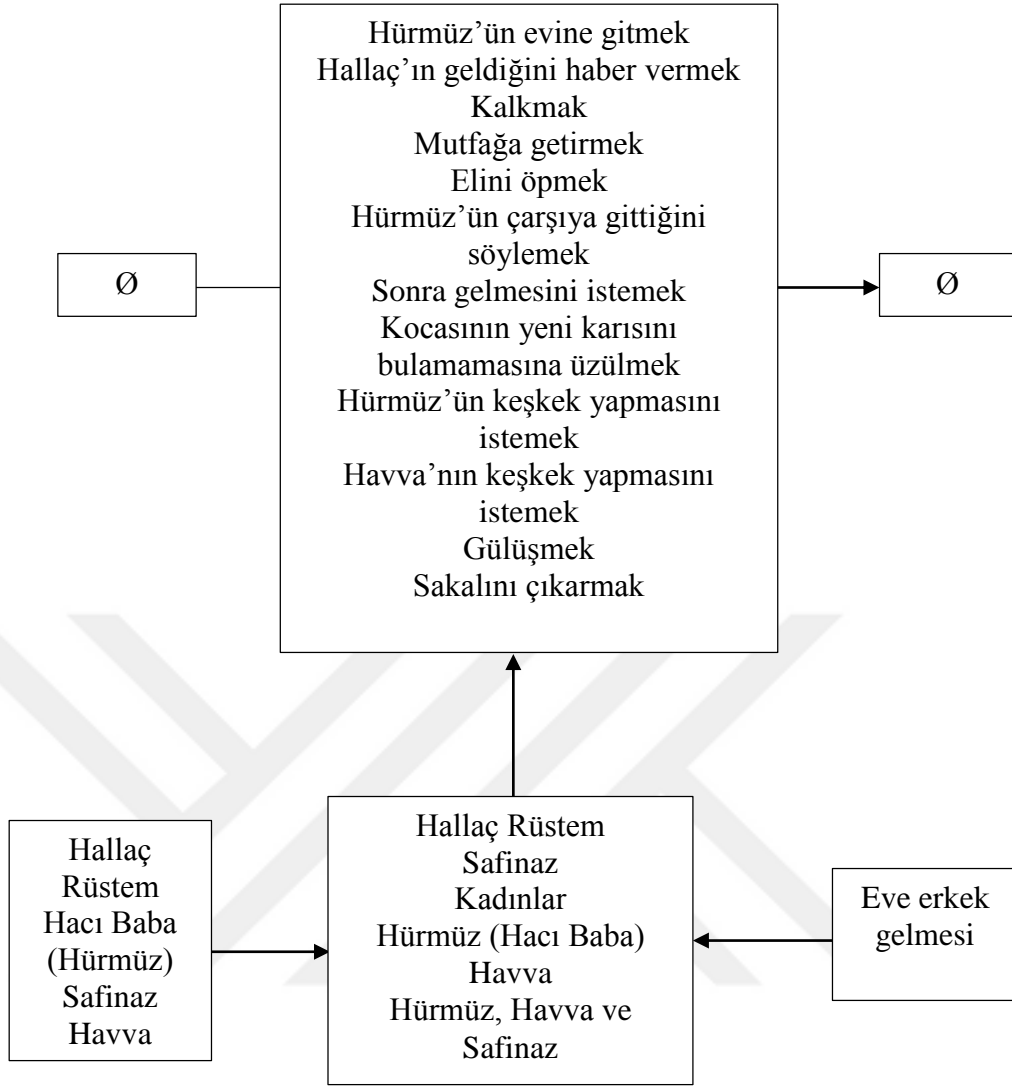 Hürmüz’ün evine gitmek
Hallaç’ın geldiğini haber vermek
Kalkmak
Mutfağa getirmek
Elini öpmek
Hürmüz’ün çarşıya gittiğini
söylemek
Sonra gelmesini istemek
Kocasının yeni karısını
bulamamasına üzülmek
Hürmüz’ün keşkek yapmasını
istemek
Havva’nın keşkek yapmasını
istemek
Gülüşmek
Sakalını çıkarmak
Ø
Ø
Hallaç
Rüstem
Hacı Baba
(Hürmüz)
Safinaz
Havva
Hallaç Rüstem
Safinaz
Kadınlar
Hürmüz (Hacı Baba)
Havva
Hürmüz, Havva ve
Safinaz
Eve erkek
gelmesi